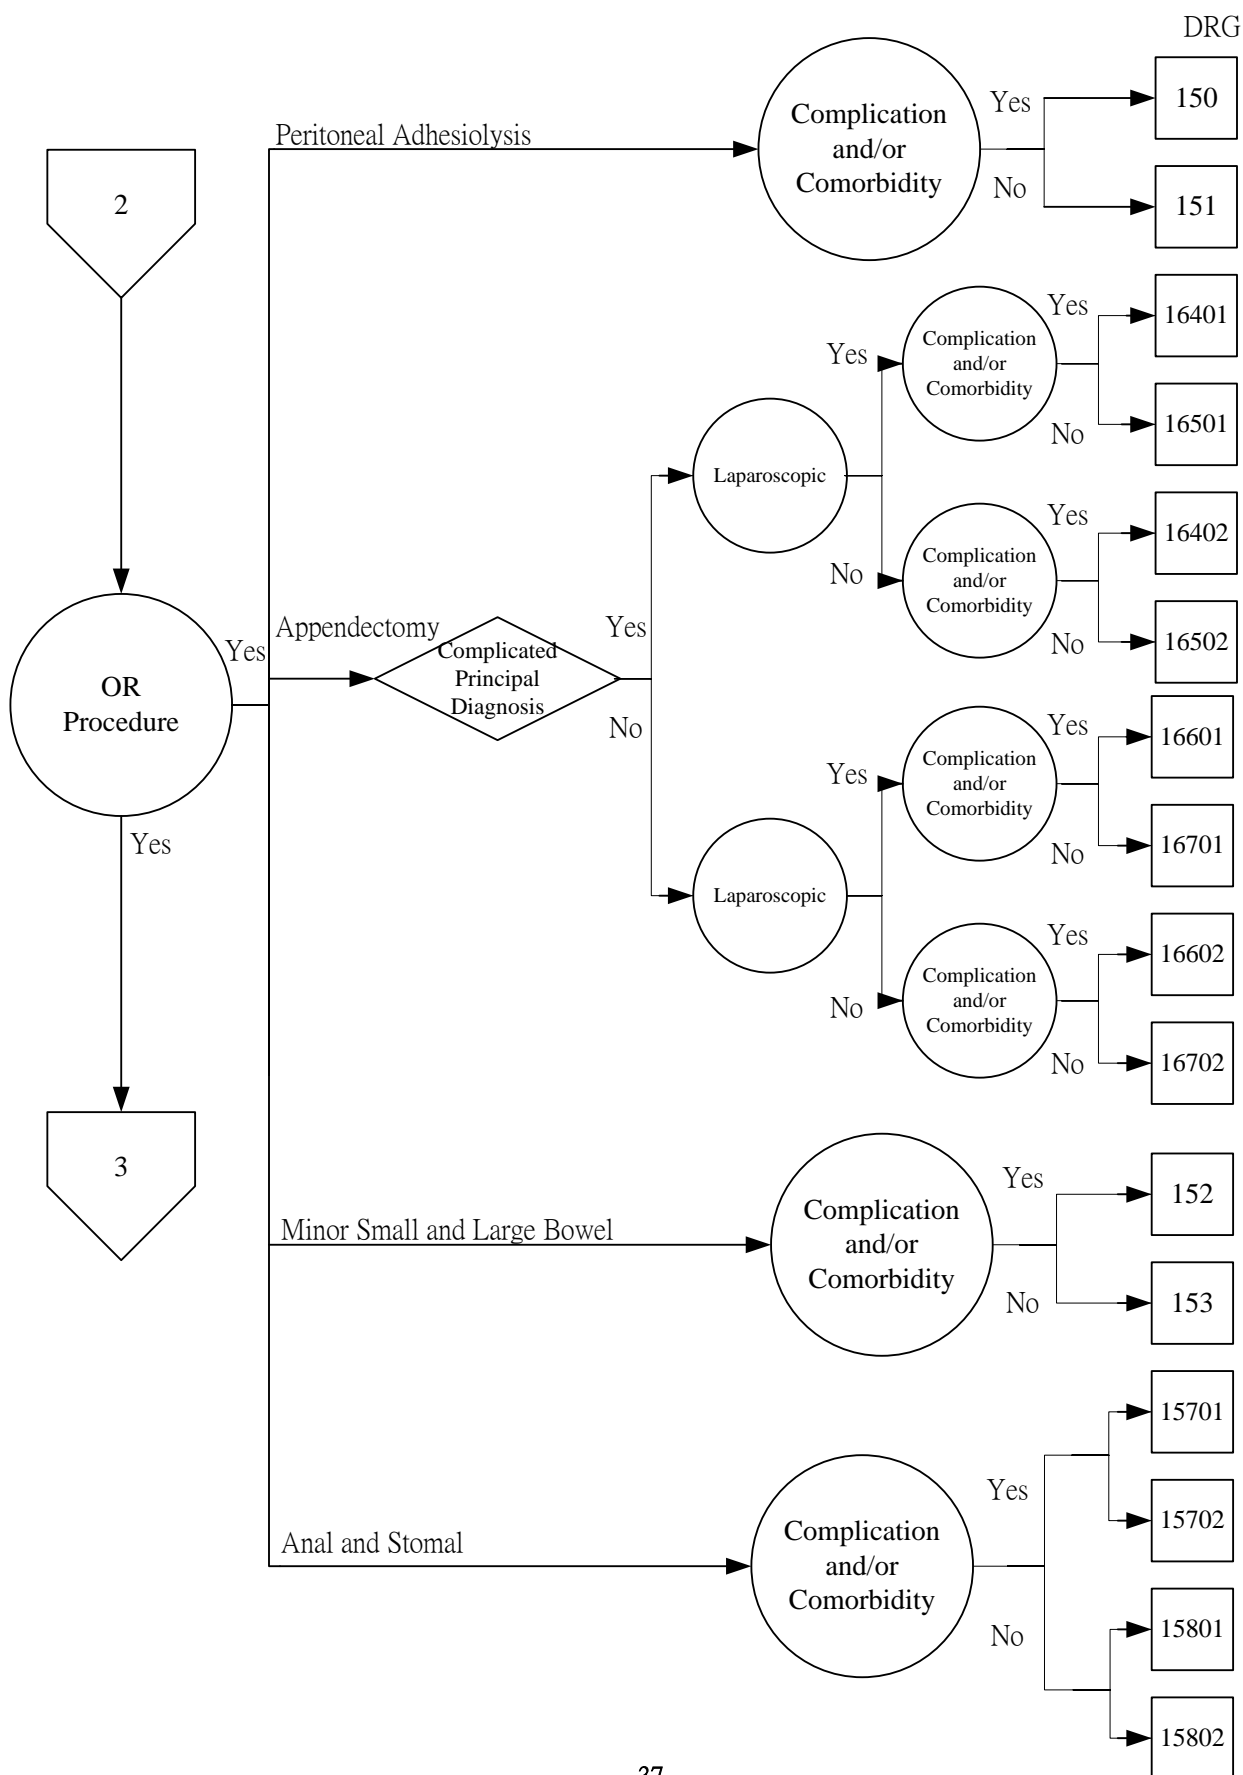 DRG
2
OR
Procedure
Yes
Yes
3
Peritoneal Adhesiolysis
Complication
and/or
Comorbidity
Yes
No
150
151
Appendectomy
Complicated
Principal
Diagnosis
Yes
No
Laparoscopic
Yes
No
Complication
and/or
Comorbidity
Yes
No
16401
16501
Complication
and/or
Comorbidity
Yes
No
16402
16502
Laparoscopic
Yes
No
Complication
and/or
Comorbidity
Yes
No
16601
16701
Complication
and/or
Comorbidity
Yes
No
16602
16702
Minor Small and Large Bowel
Complication
and/or
Comorbidity
Yes
No
152
153
Anal and Stomal
Complication
and/or
Comorbidity
Yes
No
15701
15702
15801
15802
37